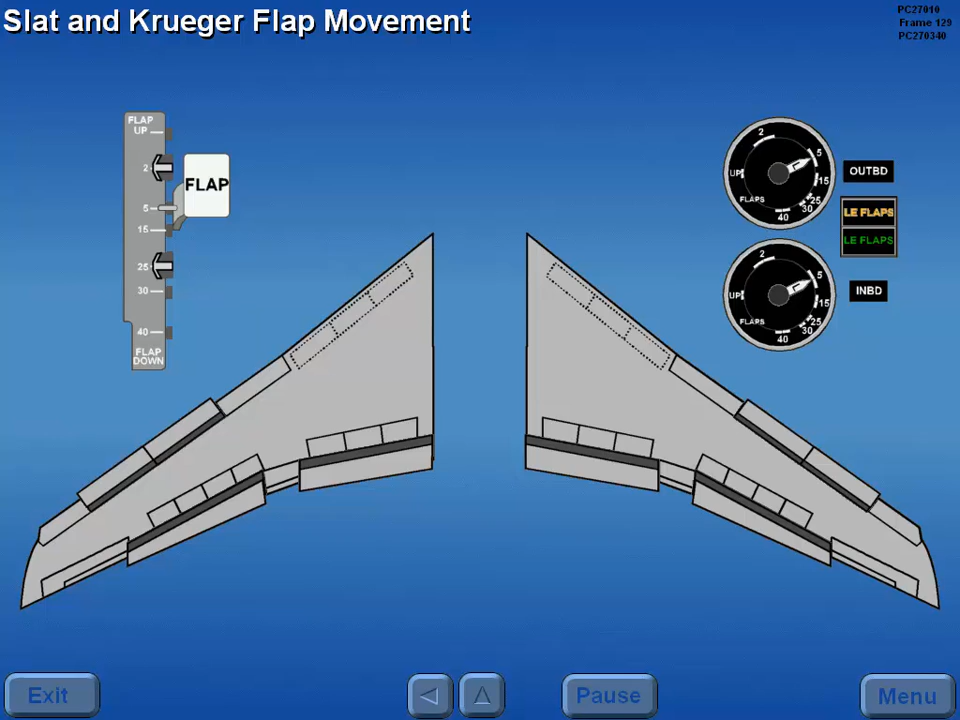 Slat and Krueger Flap Movement
PC27010
Frame 129
PC270340
FLAP
UP
2
5
15
25
30
40
FLAP
DOWN
FLAP
UP
2
5
15
25
30
40
FLAPS
OUTBD
LE FLAPS
LE FLAPS
UP
2
5
15
25
30
40
FLAPS
INBD
Exit
Pause
Menu